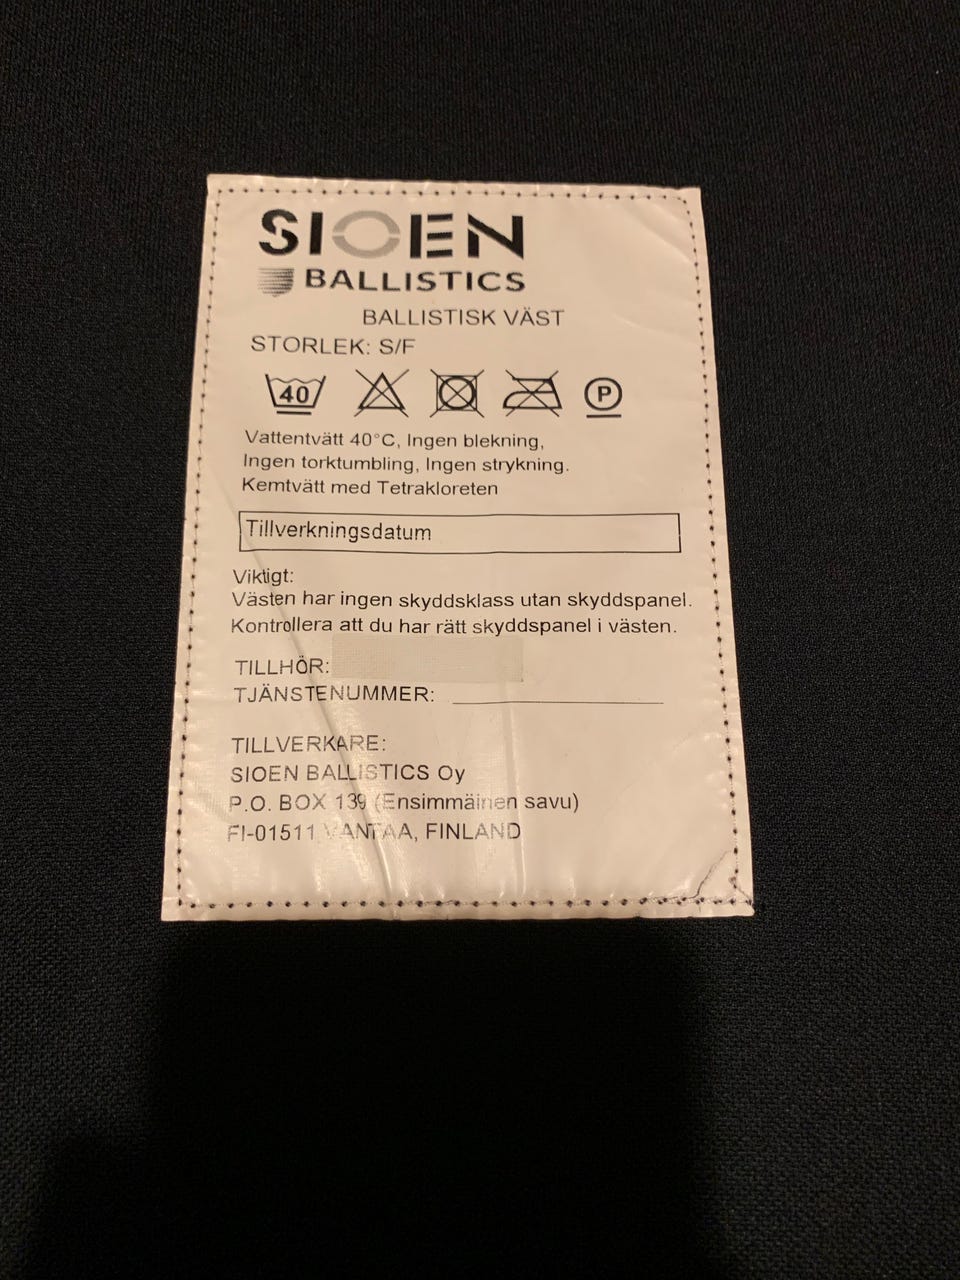 SIOEN
BALLISTICS
BALLISTISK VÄST
STORLEK: S/F
40 P
Vattentvätt 40°C, Ingen blekning,
Ingen torktumbling, Ingen strykning.
Kemtvätt med Tetrakloreten
Tillverkningsdatum
Viktigt:
Västen har ingen skyddsklass utan skyddspanel.
Kontrollera att du har rätt skyddspanel i västen.
TILLHÖR:
TJÄNSTENUMMER:
TILLVERKARE:
SIOEN BALLISTICS Oy
P.O. BOX 139 (Ensimmäinen savu)
FI-01511 VANTAA, FINLAND